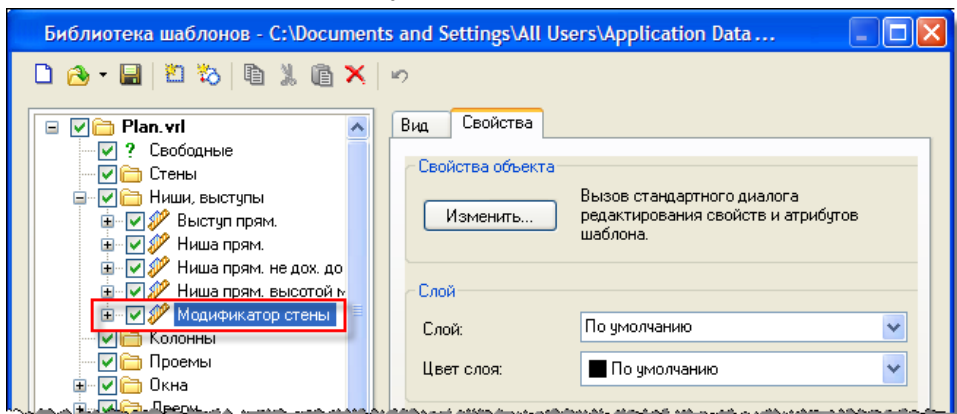 Библиотека шаблонов - C:\Documents and Settings\All Users\Application Data ...
Plan.vrl
? Свободные
Стены
Ниши, выступы
Выступ прям.
Ниша прям.
Ниша прям. не дох. до
Ниша прям. высотой
Модификатор стены
Колонны
Проемы
Окна
Двери
Вид
Свойства
Свойства объекта
Изменить...
Вызов стандартного диалога
редактирования свойств и атрибутов
шаблона.
Слой
Слой:
По умолчанию
Цвет слоя:
По умолчанию